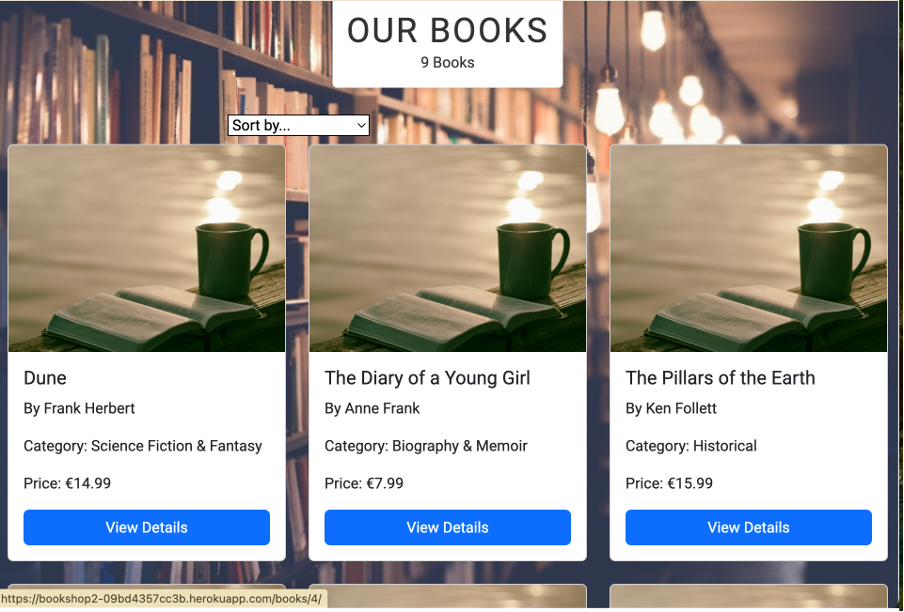 OUR BOOKS
9 Books
Sort by...
Dune
By Frank Herbert
Category: Science Fiction & Fantasy
Price: €14.99
View Details
The Diary of a Young Girl
By Anne Frank
Category: Biography & Memoir
Price: €7.99
View Details
The Pillars of the Earth
By Ken Follett
Category: Historical
Price: €15.99
View Details
https://bookshop2-09bd4357cc3b.herokuapp.com/books/4/